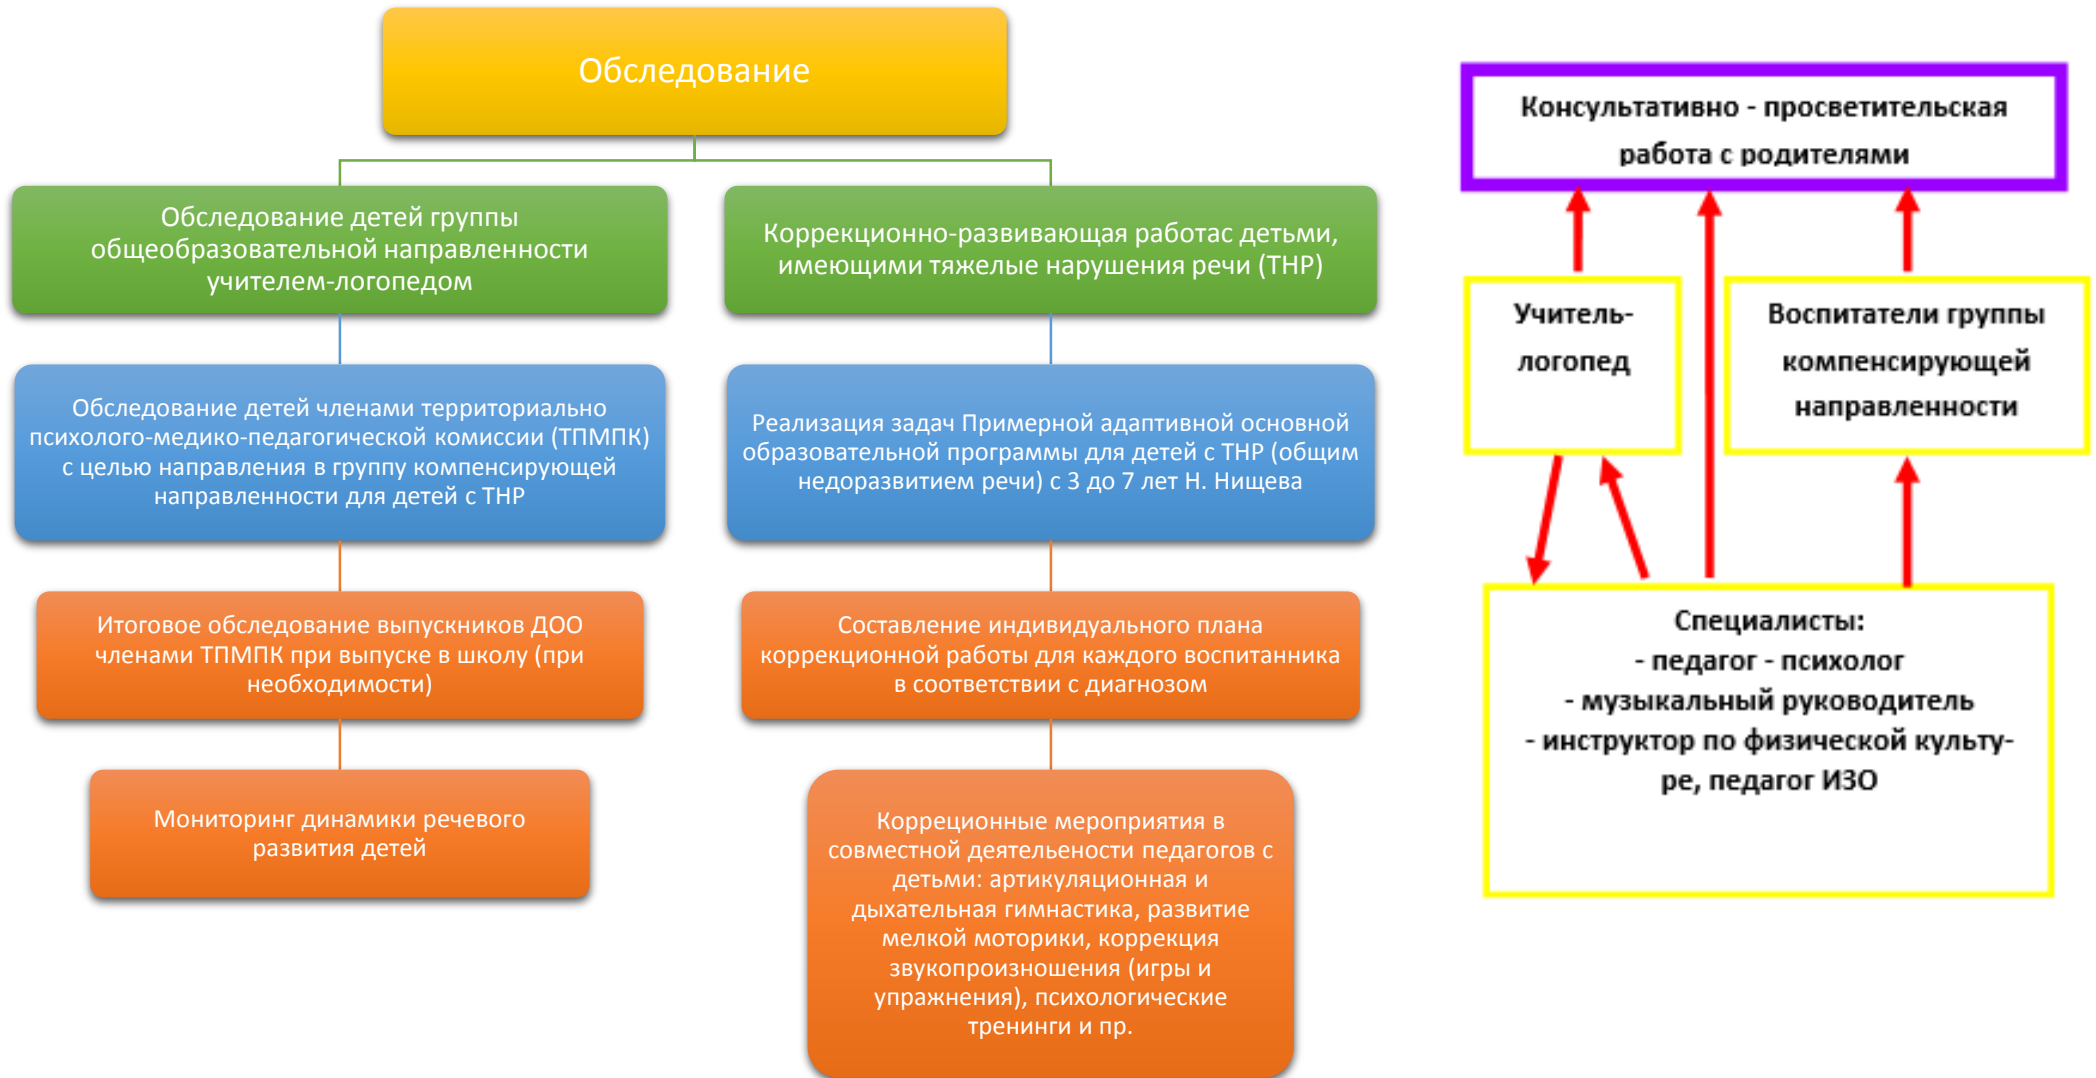 Обследование
Обследование детей группы
общеобразовательной направленности
учителем-логопедом
Обследование детей членами территориально
психолого-медико-педагогической комиссии (ТПМПК)
с целью направления в группу компенсирующей
направленности для детей с ТНР
Итоговое обследование выпускников ДОО
членами ТПМПК при выпуске в школу (при
необходимости)
Мониторинг динамики речевого
развития детей
Коррекционно-развивающая работас детьми,
имеющими тяжелые нарушения речи (ТНР)
Реализация задач Примерной адаптивной основной
образовательной программы для детей с ТНР (общим
недоразвитием речи) с 3 до 7 лет Н. Нищева
Составление индивидуального плана
коррекционной работы для каждого воспитанника
в соответствии с диагнозом
Корреционные мероприятия в
совместной деятельености педагогов с
детьми: артикуляционная и
дыхательная гимнастика, развитие
мелкой моторики, коррекция
звукопроизношения (игры и
упражнения), психологические
тренинги и пр.
Консультативно - просветительская
работа с родителями
Учитель-
логопед
Воспитатели группы
компенсирующей
направленности
Специалисты:
- педагог - психолог
- музыкальный руководитель
- инструктор по физической культу-
ре, педагог ИЗО